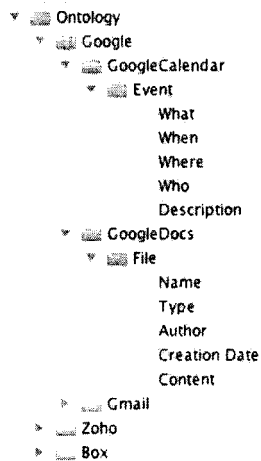 Ontology
Google
GoogleCalendar
Event
What
When
Where
Who
Description
GoogleDocs
File
Name
Type
Author
Creation Date
Content
Gmail
Zoho
Box